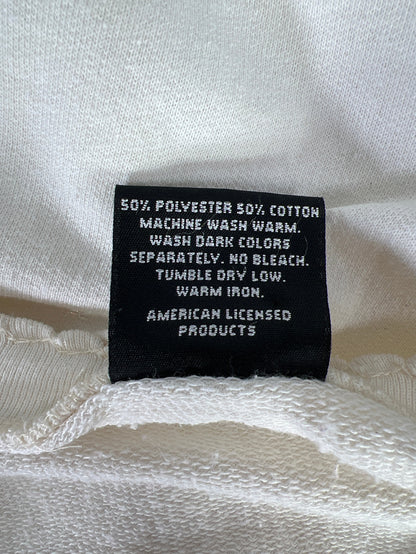 50% POLYESTER 50% COTTON
MACHINE WASH WARM.
WASH DARK COLORS
SEPARATELY. NO BLEACH.
TUMBLE DRY LOW.
WARM IRON.
AMERICAN LICENSED
PRODUCTS